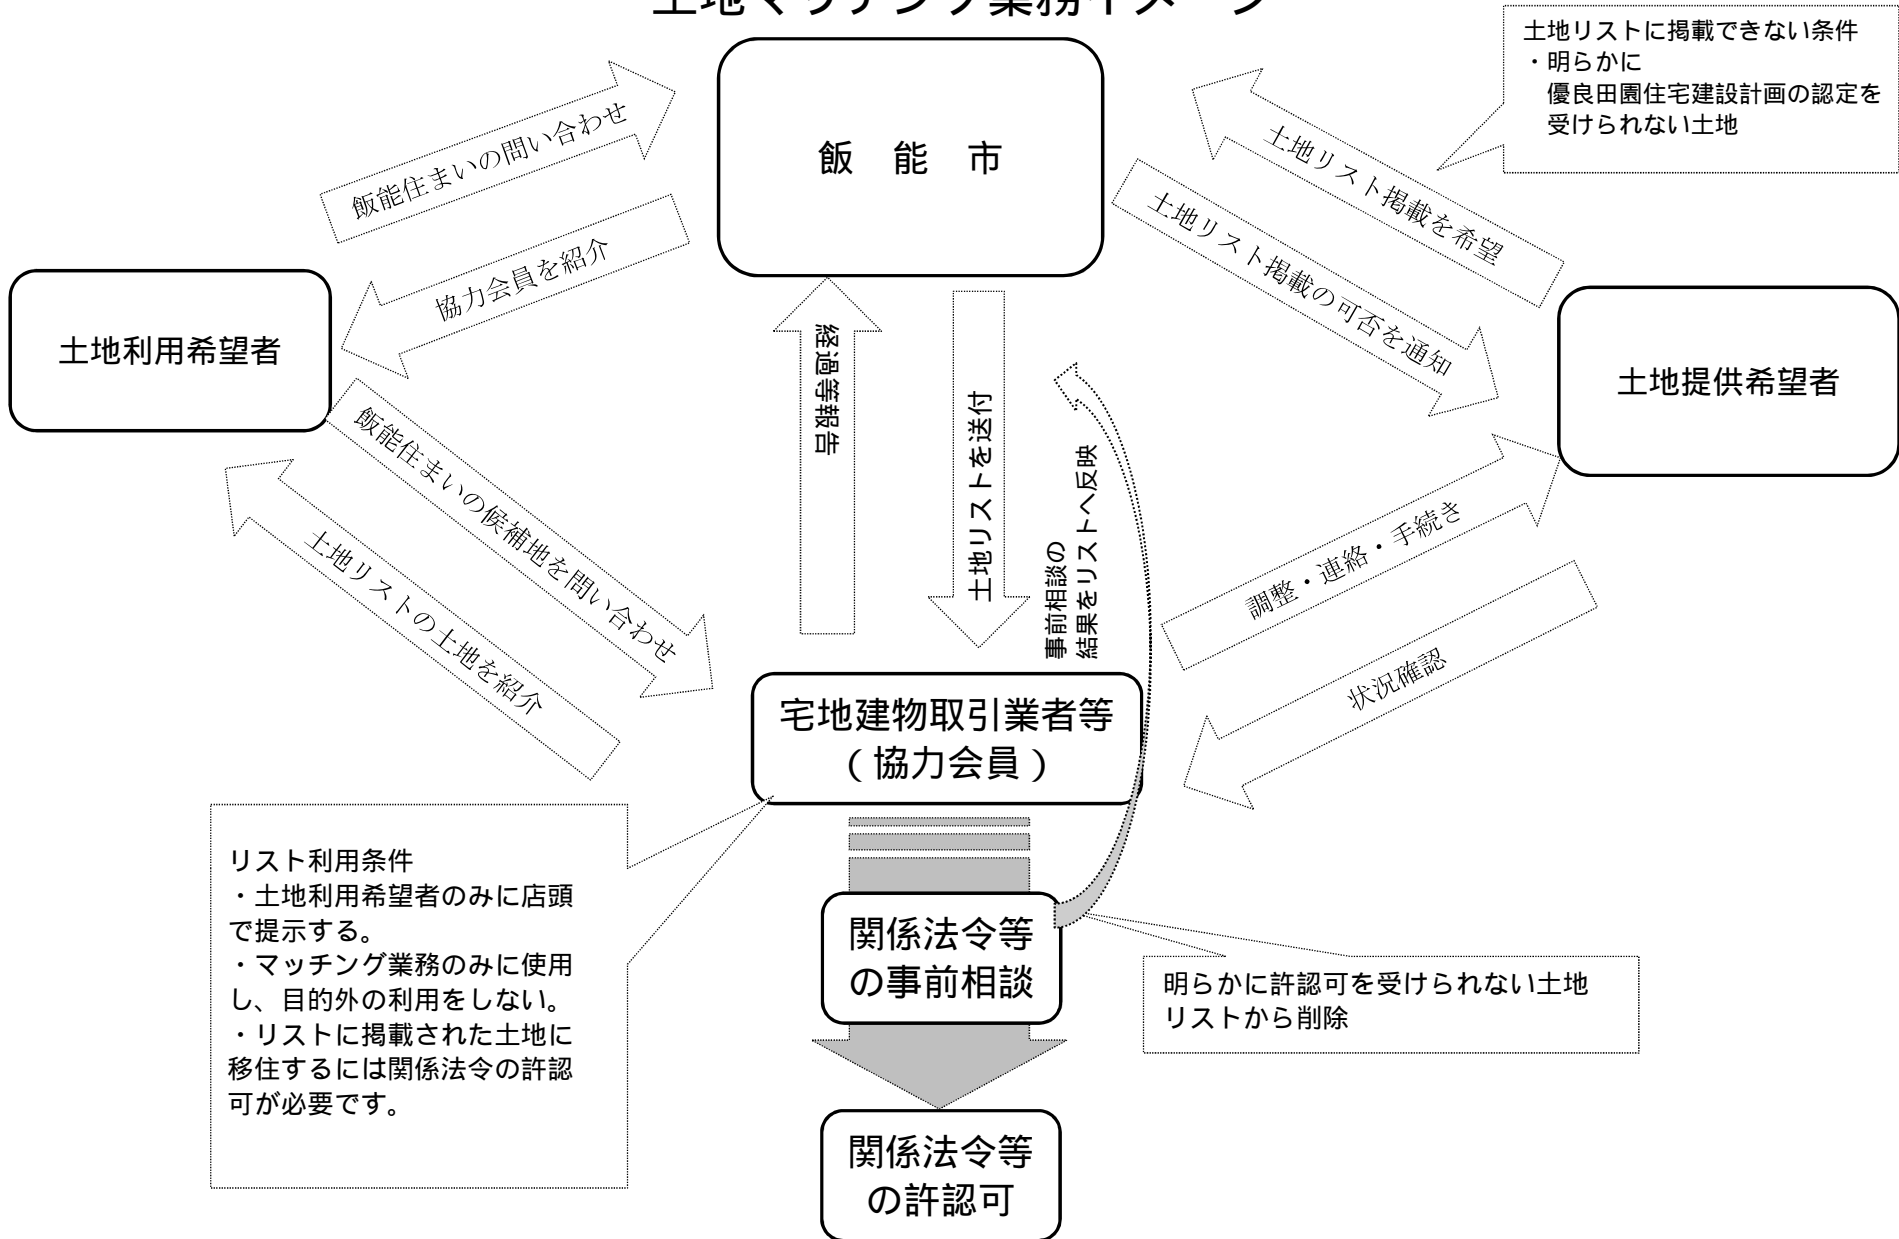 土地マッチング業務イメージ
土地リストに掲載できない条件
・明らかに
優良田園住宅建設計画の認定を
受けられない土地
飯　能　市
飯能住まいの問い合わせ
協力会員を紹介
土地リスト掲載を希望
土地リスト掲載の可否を通知
土地利用希望者
土地提供希望者
経過等報告
土地リストを送付
事前相談の
結果をリストへ反映
飯能住まいの候補地を問い合わせ
土地リストの土地を紹介
調整・連絡・手続き
状況確認
宅地建物取引業者等
（協力会員）
リスト利用条件
・土地利用希望者のみに店頭
で提示する。
・マッチング業務のみに使用
し、目的外の利用をしない。
・リストに掲載された土地に
移住するには関係法令の許認
可が必要です。
関係法令等
の事前相談
明らかに許認可を受けられない土地
リストから削除
関係法令等
の許認可